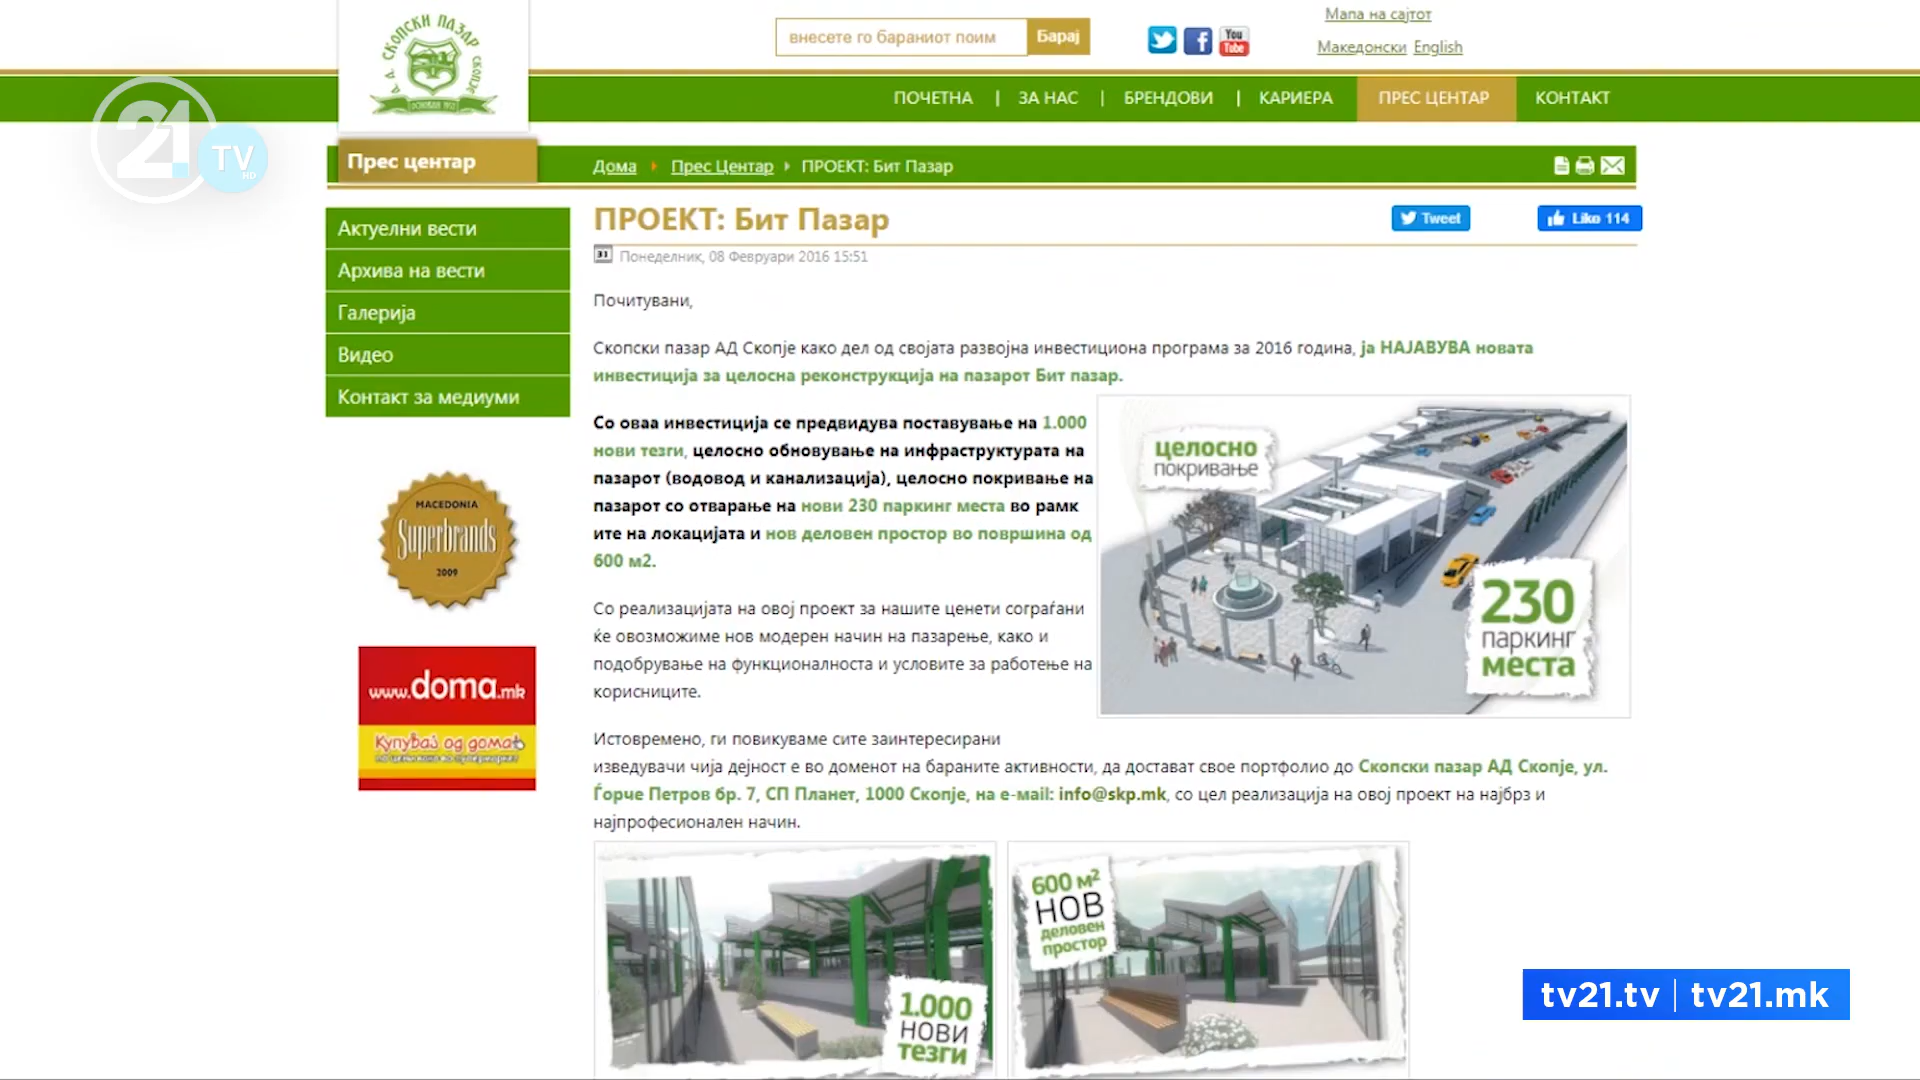 Д. А. СКОПСКИ ПАЗАР СКОПЈЕ
внесете го бараниот поим
Барај
You
Tube
Мапа на сајтот
Македонски English
ПОЧЕТНА | ЗА НАС | БРЕНДОВИ | КАРИЕРА ПРЕС ЦЕНТАР КОНТАКТ
21
TV
HD
Прес центар
Дома Прес Центар ПРОЕКТ: Бит Пазар
Актуелни вести
Архива на вести
Галерија
Видео
Контакт за медиуми
MACEDONIA
Superbrands
2009
www.doma.mk
Купувај од дома
ПРОЕКТ: Бит Пазар
Tweet
Like 114
31 Понеделник, 08 Февруари 2016 15:51
Почитувани,
Скопски пазар АД Скопје како дел од својата развојна инвестициона програма за 2016 година, ја НАЈАВУВА новата
инвестиција за целосна реконструкција на пазарот Бит пазар.
Со оваа инвестиција се предвидува поставување на 1.000
нови тезги, целосно обновување на инфраструктурата на
пазарот (водовод и канализација), целосно покривање на
пазарот со отварање на нови 230 паркинг места во рамк
ите на локацијата и нов деловен простор во површина од
600 м2.
целосно
покривање
230
паркинг
места
Со реализацијата на овој проект за нашите ценети сограѓани
ќе овозможиме нов модерен начин на пазарење, како и
подобрување на функционалноста и условите за работење на
корисниците.
Истовремено, ги повикуваме сите заинтересирани
изведувачи чија дејност е во доменот на бараните активности, да достават свое портфолио до Скопски пазар АД Скопје, ул.
Ѓорче Петров бр. 7, СП Планет, 1000 Скопје, на e-mail: info@skp.mk, со цел реализација на овој проект на најбрз и
најпрофесионален начин.
1.000
НОВИ
тезги
600 м²
НОВ
деловен
простор
tv21.tv | tv21.mk